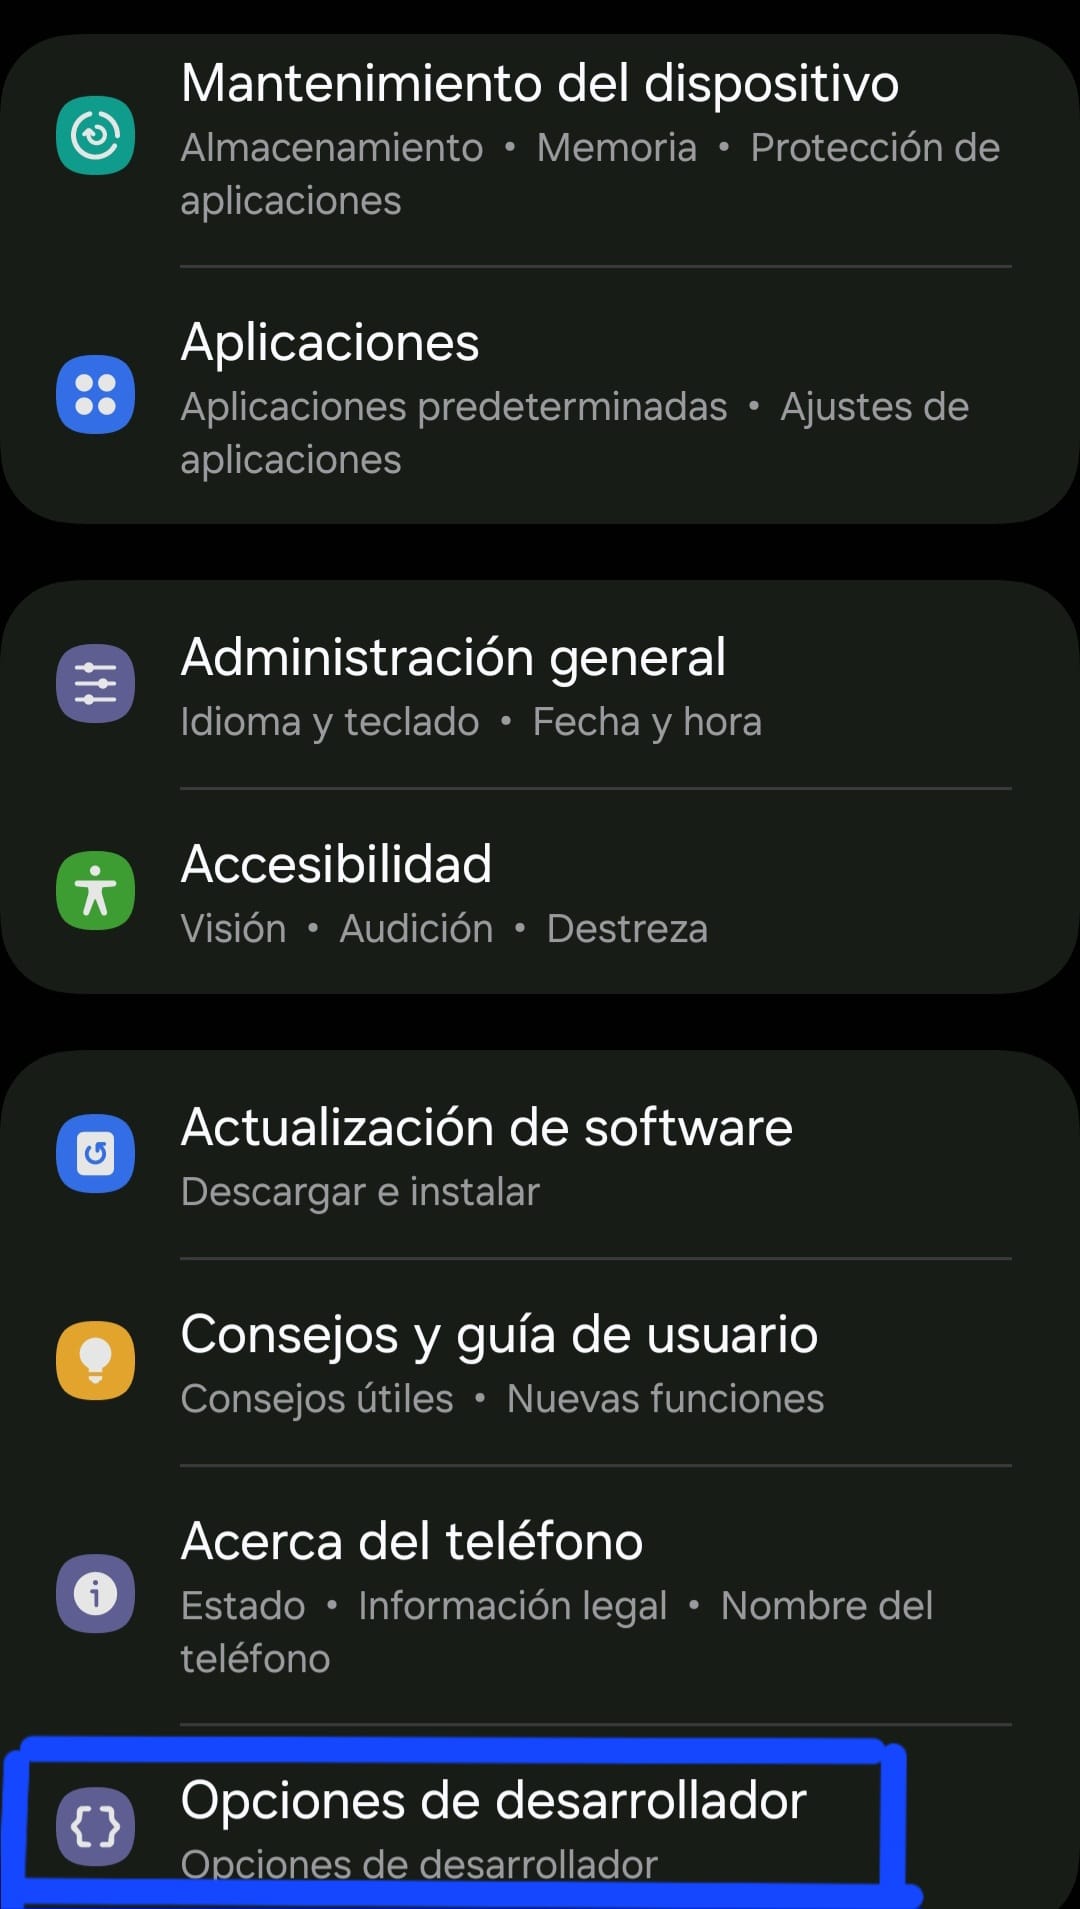 Mantenimiento del dispositivo
Almacenamiento • Memoria • Protección de
aplicaciones
Aplicaciones
Aplicaciones predeterminadas • Ajustes de
aplicaciones
Administración general
Idioma y teclado • Fecha y hora
Accesibilidad
Visión • Audición • Destreza
Actualización de software
Descargar e instalar
Consejos y guía de usuario
Consejos útiles • Nuevas funciones
Acerca del teléfono
Estado • Información legal • Nombre del
teléfono
Opciones de desarrollador
Opciones de desarrollador